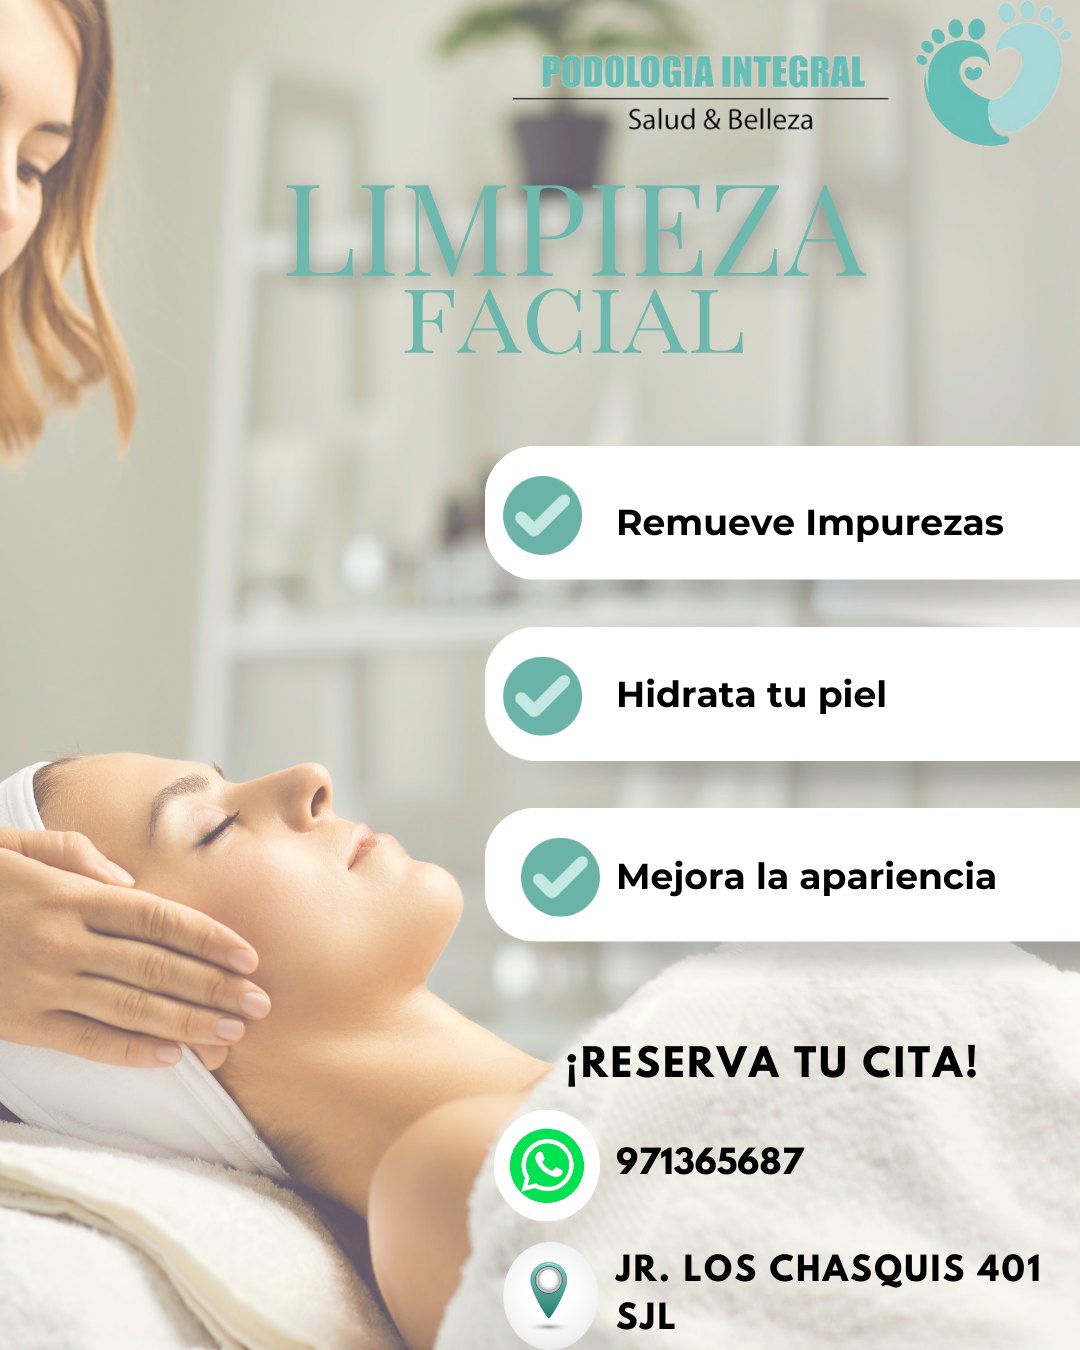 PODOLOGIA INTEGRAL
Salud & Belleza
LIMPIEZA
FACIAL
Remueve Impurezas
Hidrata tu piel
Mejora la apariencia
¡RESERVA TU CITA!
971365687
JR. LOS CHASQUIS 401
SJL